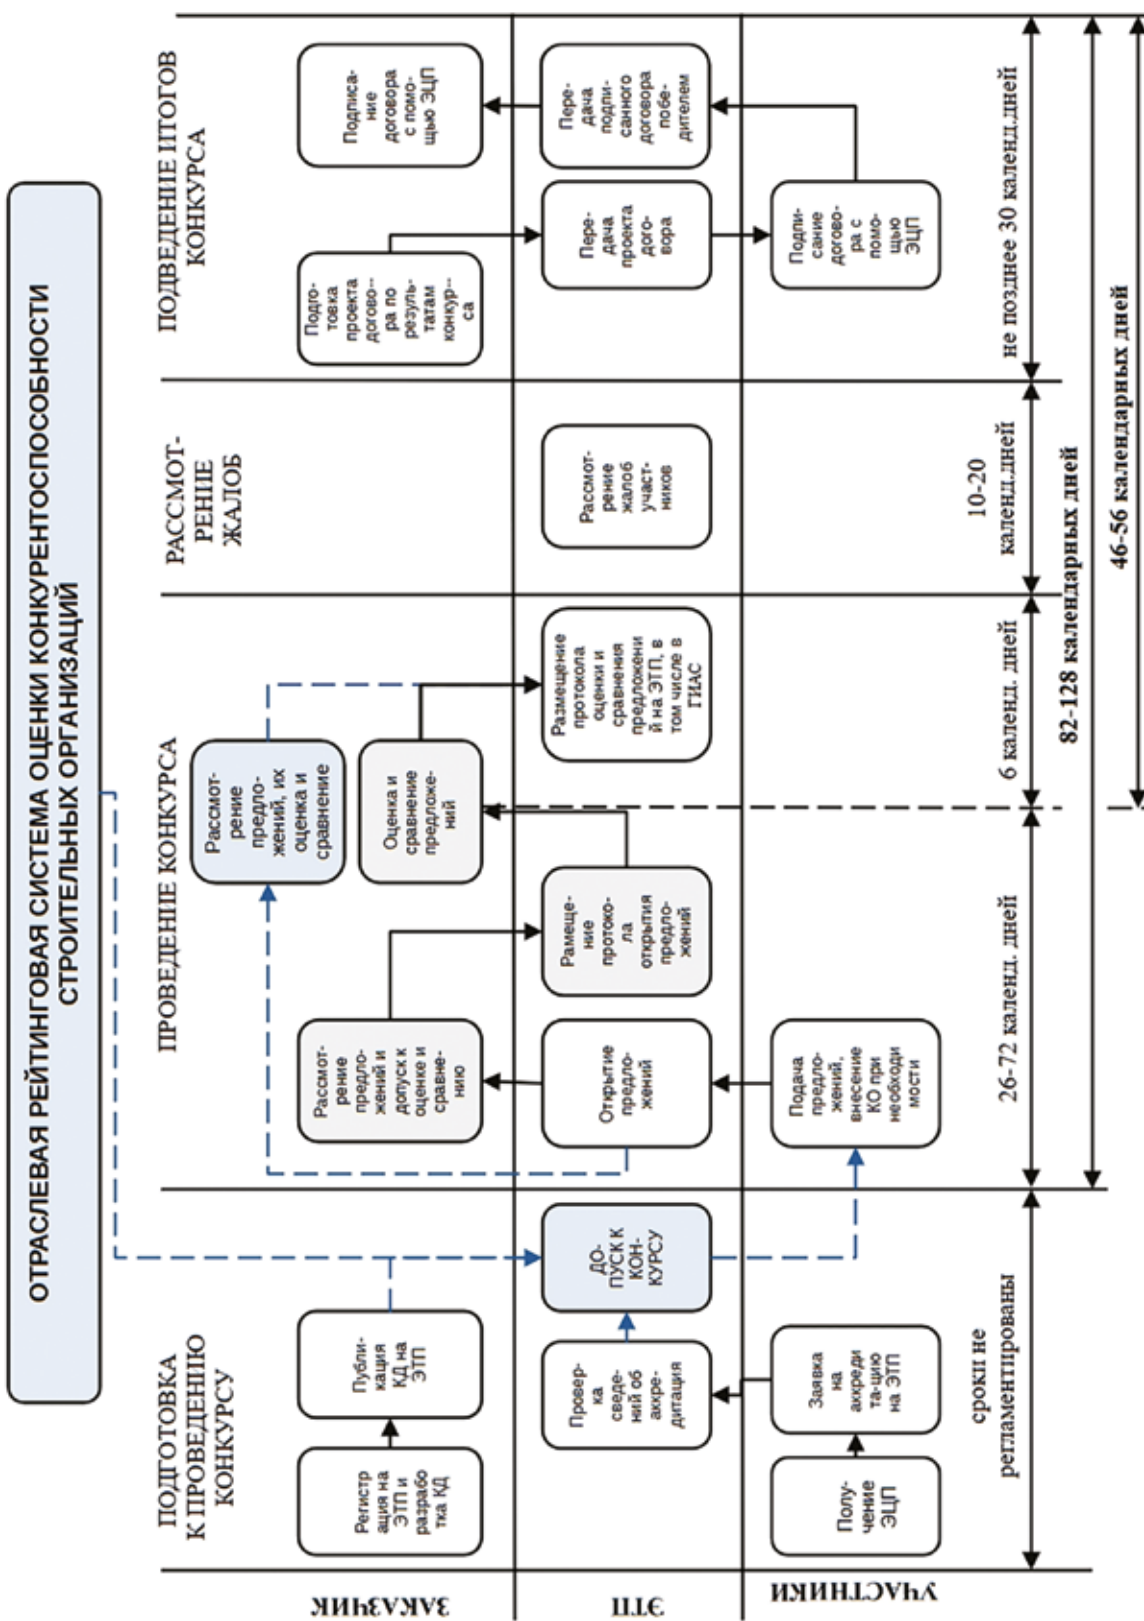 ОТРАСЛЕВАЯ РЕЙТИНГОВАЯ СИСТЕМА ОЦЕНКИ КОНКУРЕНТОСПОСОБНОСТИ
СТРОИТЕЛЬНЫХ ОРГАНИЗАЦИЙ
ПОДГОТОВКА
К ПРОВЕДЕНИЮ
КОНКУРСУ
ПРОВЕДЕНИЕ КОНКУРСА
РАССМОТ-
РЕНИЕ
ЖАЛОБ
ПОДВЕДЕНИЕ ИТОГОВ
КОНКУРСА
ЗАКАЗЧИК
Регистр
ация на
ЭТП и
разрабо
тка КД
Публи-
кация
КД на
ЭТП
Рассмот-
рение
предло-
жений и
допуск к
оценке и
сравне-
нию
Рассмот-
рение
предло-
жений, их
оценка и
сравнение
Оценка и
сравнение
предложе-
ний
Подго-
товка
проекта
догово--
ра по
резуль-
татам
конкур--
са
Подписа-
ние
договора
с помо-
щью ЭЦП
ЭТП
Провер-
ка
сведе-
ний об
аккре-
дитация
ДО-
ПУСК К
КОН-
КУРСУ
Открытие
предло-
жений
Рамеще-
ние
протоко-
ла
открытия
предло-
жений
Размещение
протокола
оценки и
сравнения
предложени
й на ЭТП, в
том числе в
ГИАС
Рассмот-
рение
жалоб
участ-
ников
Пере-
дача
проекта
дого-
вора
Пере-
дача
подпи-
санного
договора
побе-
дителем
УЧАСТНИКИ
Полу-
чение
ЭЦП
Заявка
на
аккреди
та-цию
на ЭТП
Подача
предло-
жений,
внесение
КО при
необходи
мости
Подпи-
сание
догово-
ра с
помо-
щью
ЭЦП
сроки не
регламентированы
26-72 календ. дней
6 календ. дней
10-20
календ.дней
не позднее 30 календ.дней
82-128 календарных дней
46-56 календарных дней